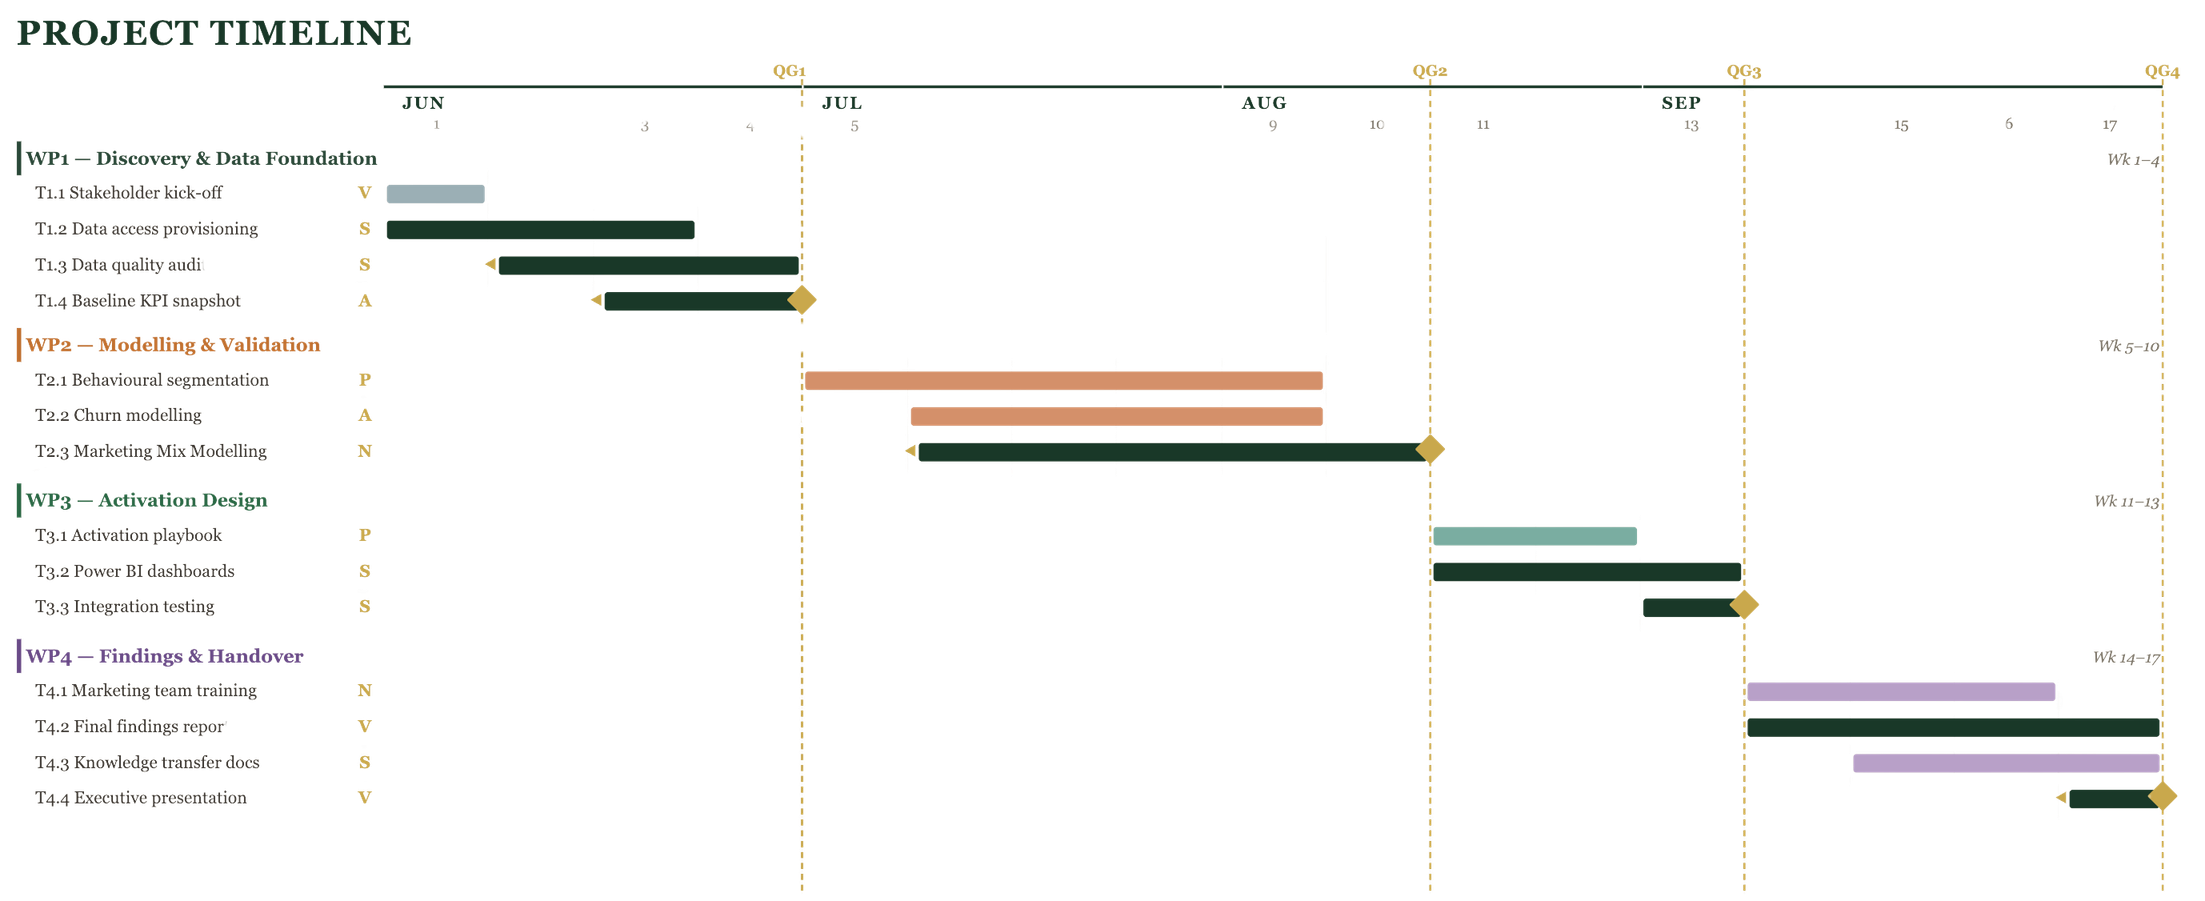 PROJECT TIMELINE
QG1 QG2 QG3 QG4
JUN JUL AUG SEP
1 3 4 5 9 10 11 13 15 6 17
WP1 — Discovery & Data Foundation Wk 1–4
T1.1 Stakeholder kick-off V
T1.2 Data access provisioning S
T1.3 Data quality audi S
T1.4 Baseline KPI snapshot A
WP2 — Modelling & Validation Wk 5–10
T2.1 Behavioural segmentation P
T2.2 Churn modelling A
T2.3 Marketing Mix Modelling N
WP3 — Activation Design Wk 11–13
T3.1 Activation playbook P
T3.2 Power BI dashboards S
T3.3 Integration testing S
WP4 — Findings & Handover Wk 14–17
T4.1 Marketing team training N
T4.2 Final findings repor V
T4.3 Knowledge transfer docs S
T4.4 Executive presentation V